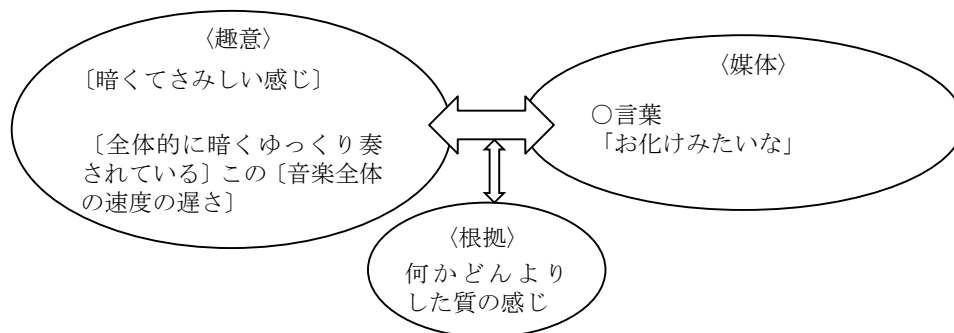 〈趣意〉
〔暗くてさみしい感じ〕
〔全体的に暗くゆっくり奏
されている〕この〔音楽全体
の速度の遅さ〕
〈媒体〉
○言葉
「お化けみたいな」
〈根拠〉
何かどんより
した質の感じ